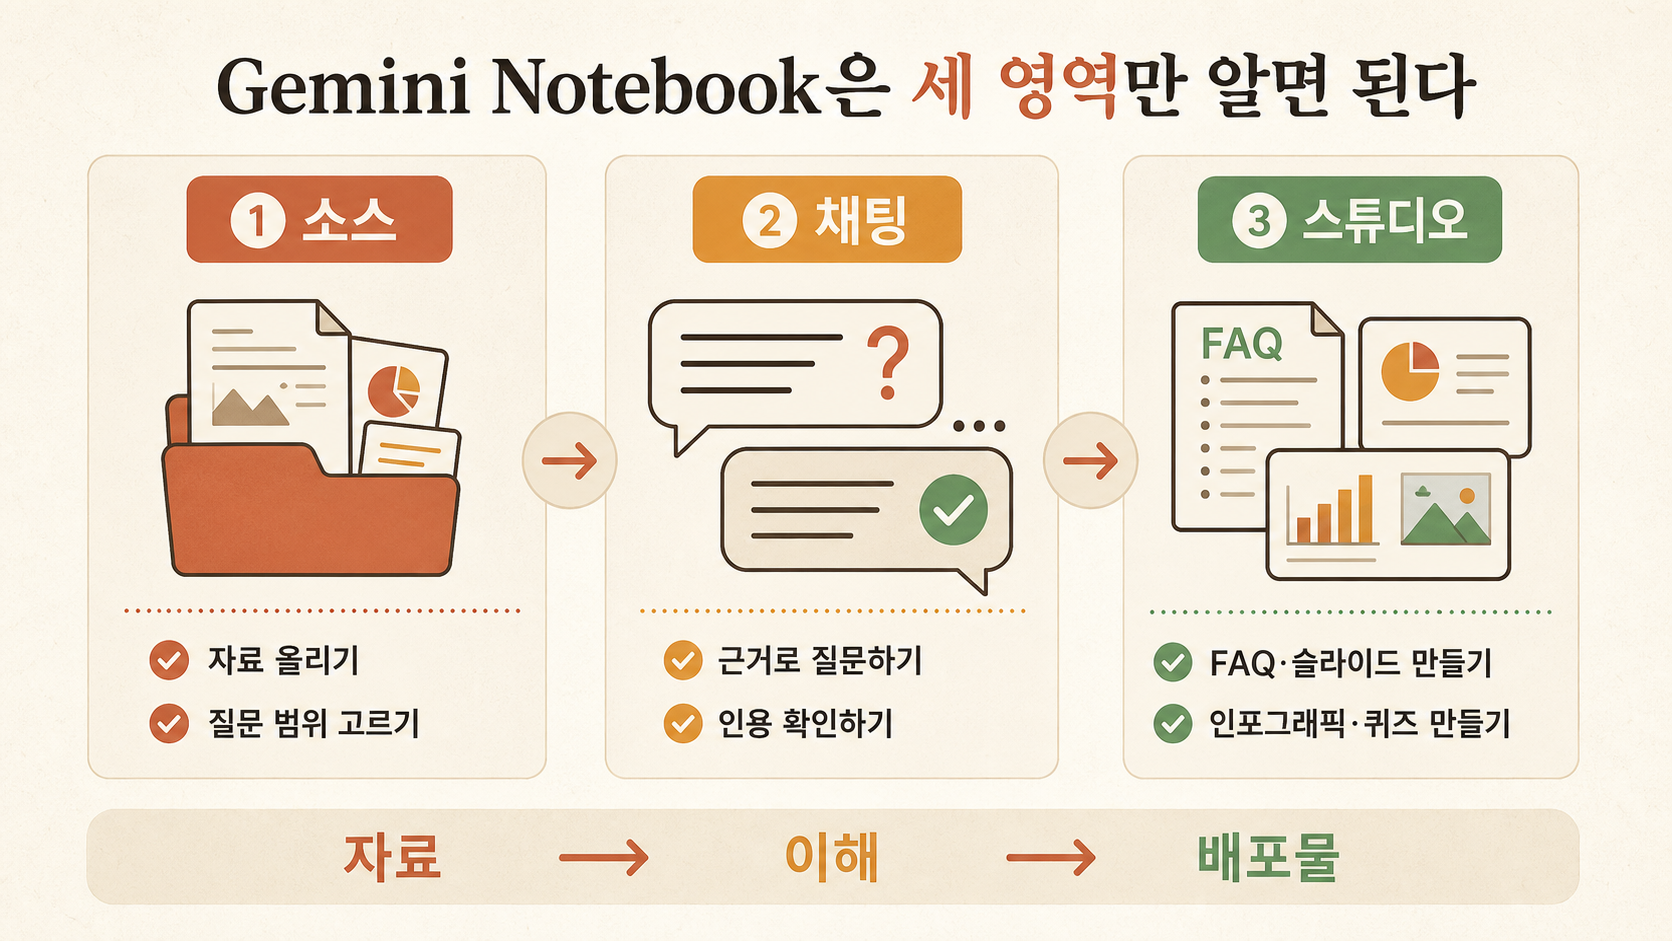 Gemini Notebook은 세 영역만 알면 된다
1 소스
자료 올리기
질문 범위 고르기
2 채팅
?
근거로 질문하기
인용 확인하기
3 스튜디오
FAQ
FAQ·슬라이드 만들기
인포그래픽·퀴즈 만들기
자료 → 이해 → 배포물